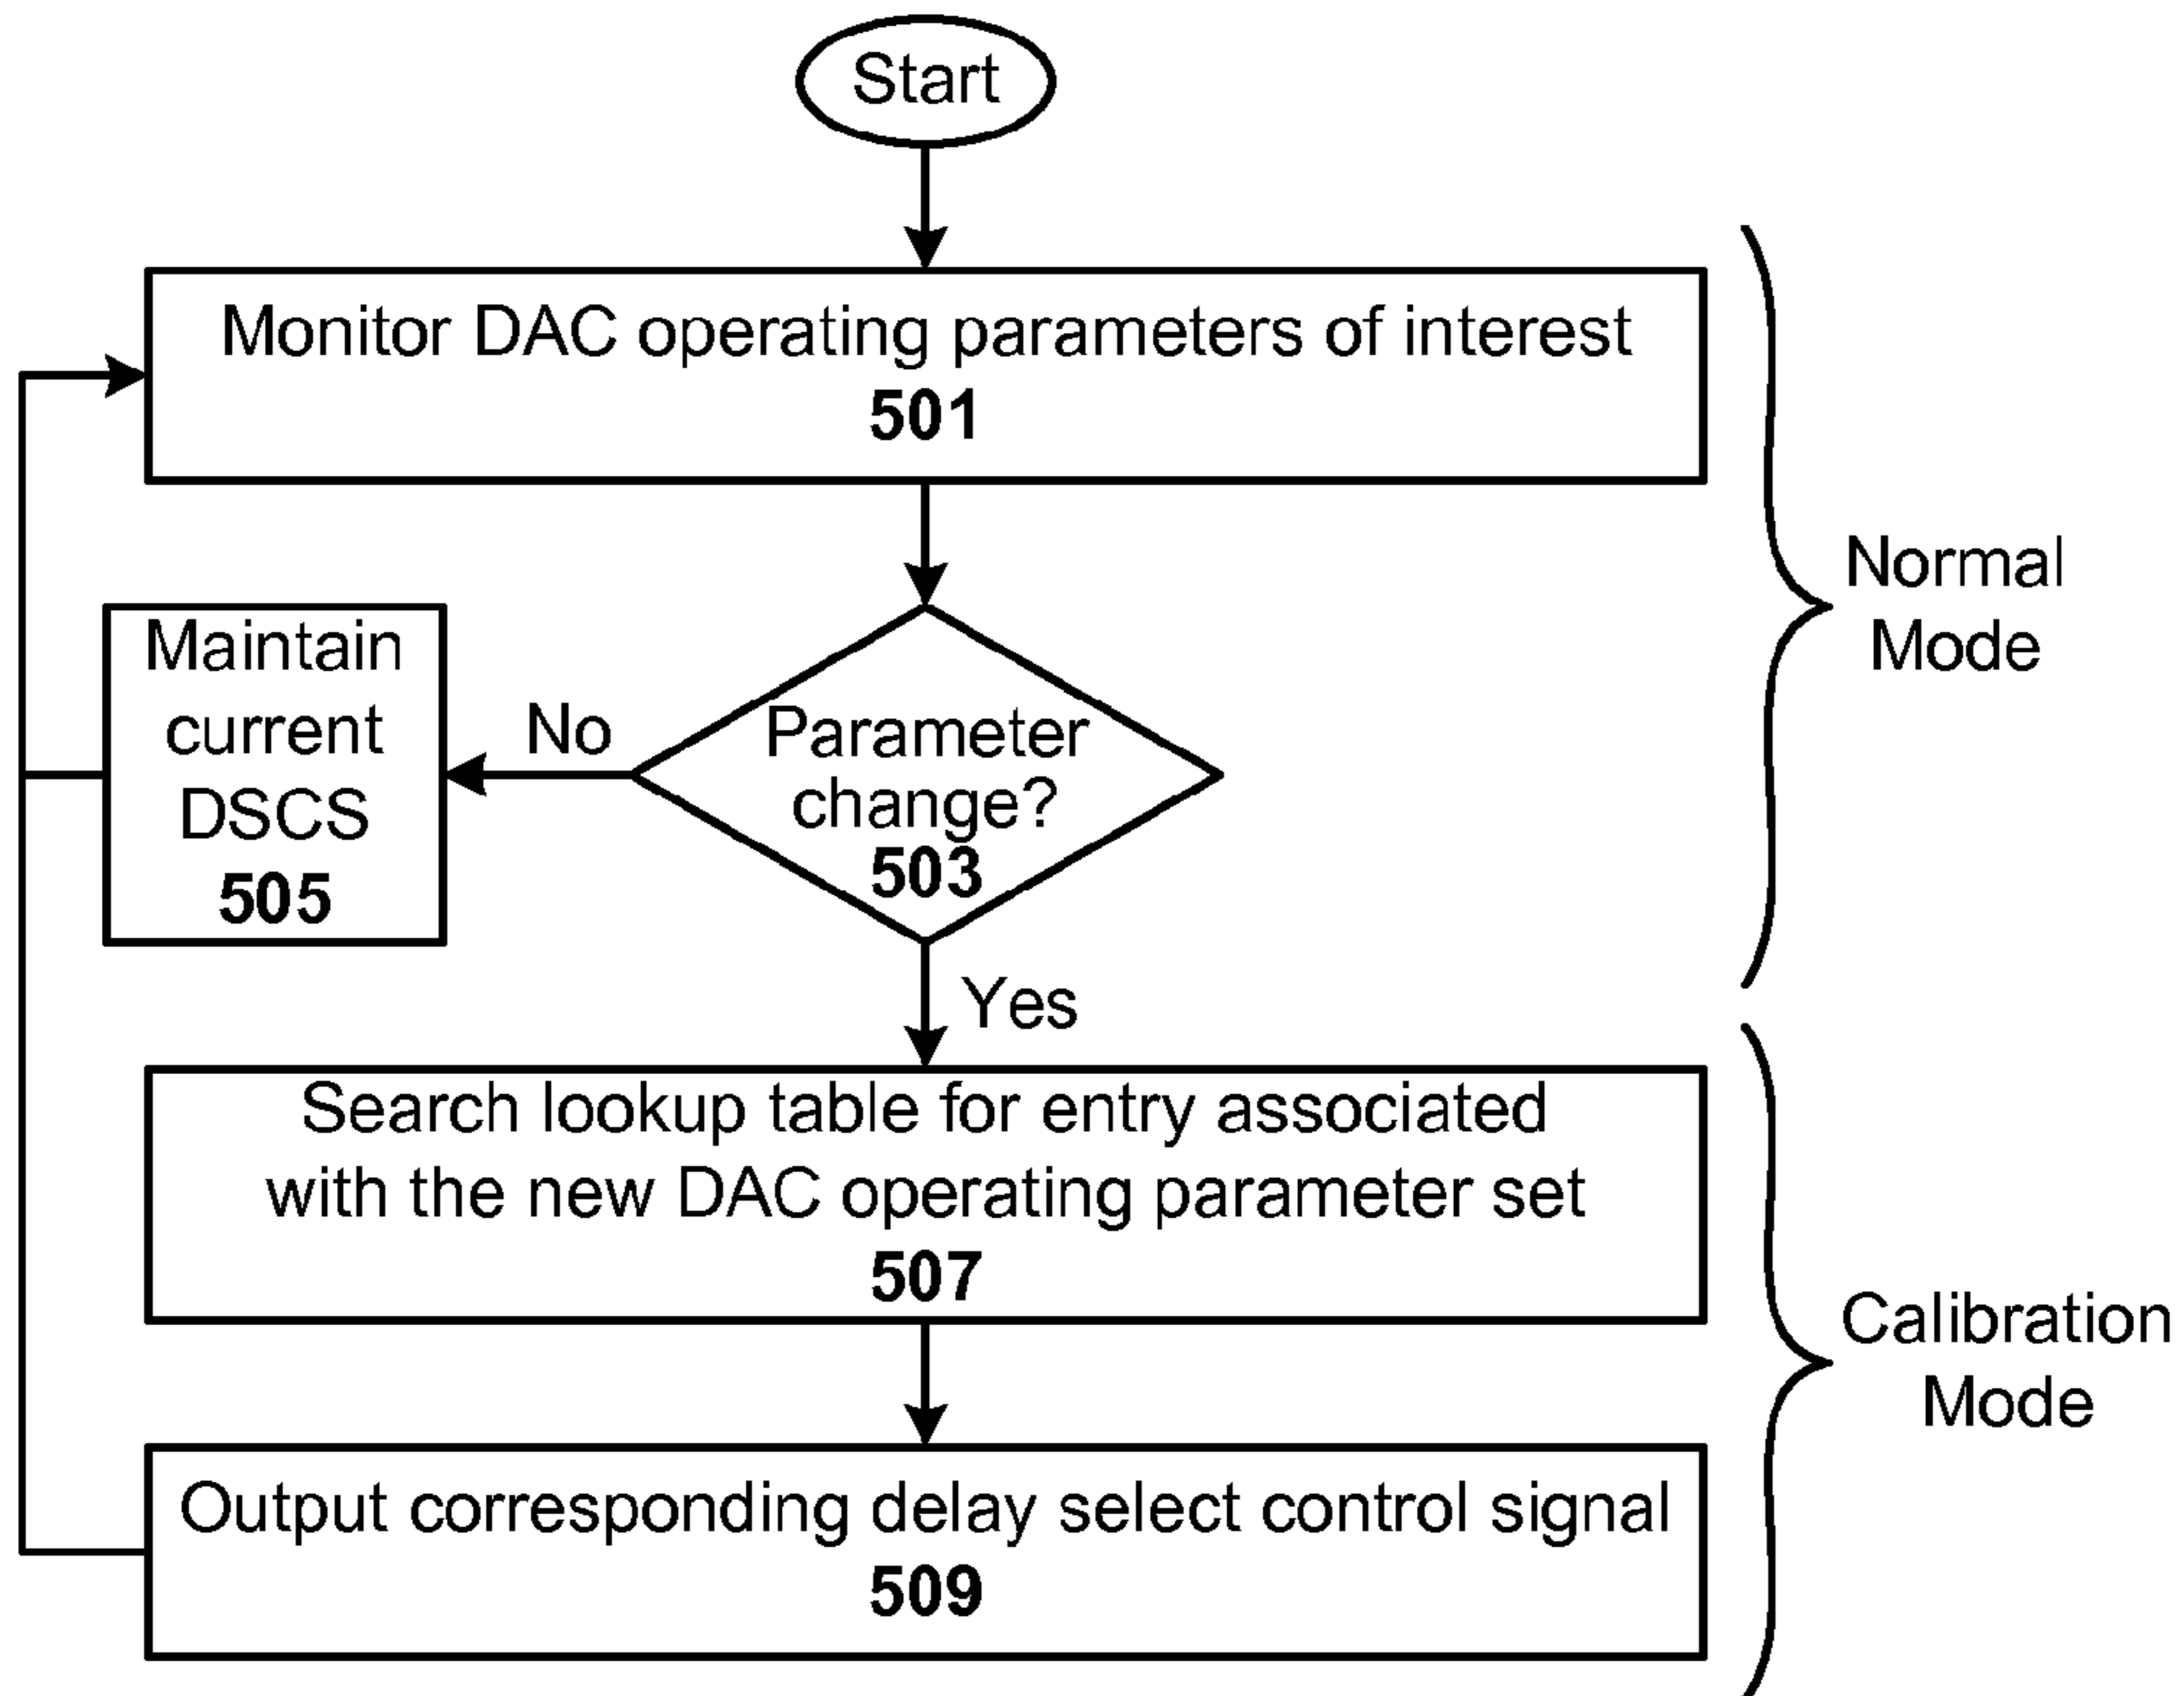 Start
Monitor DAC operating parameters of interest
501
Normal
Mode
Maintain
current
DSCS
505
No
Parameter
change?
503
Yes
Search lookup table for entry associated
with the new DAC operating parameter set
507
Calibration
Mode
Output corresponding delay select control signal
509